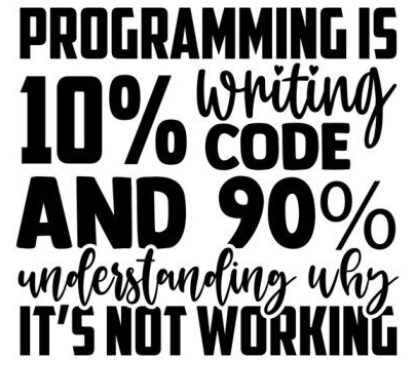 PROGRAMMING IS
10% writing
CODE
AND 90%
understanding why
IT'S NOT WORKING